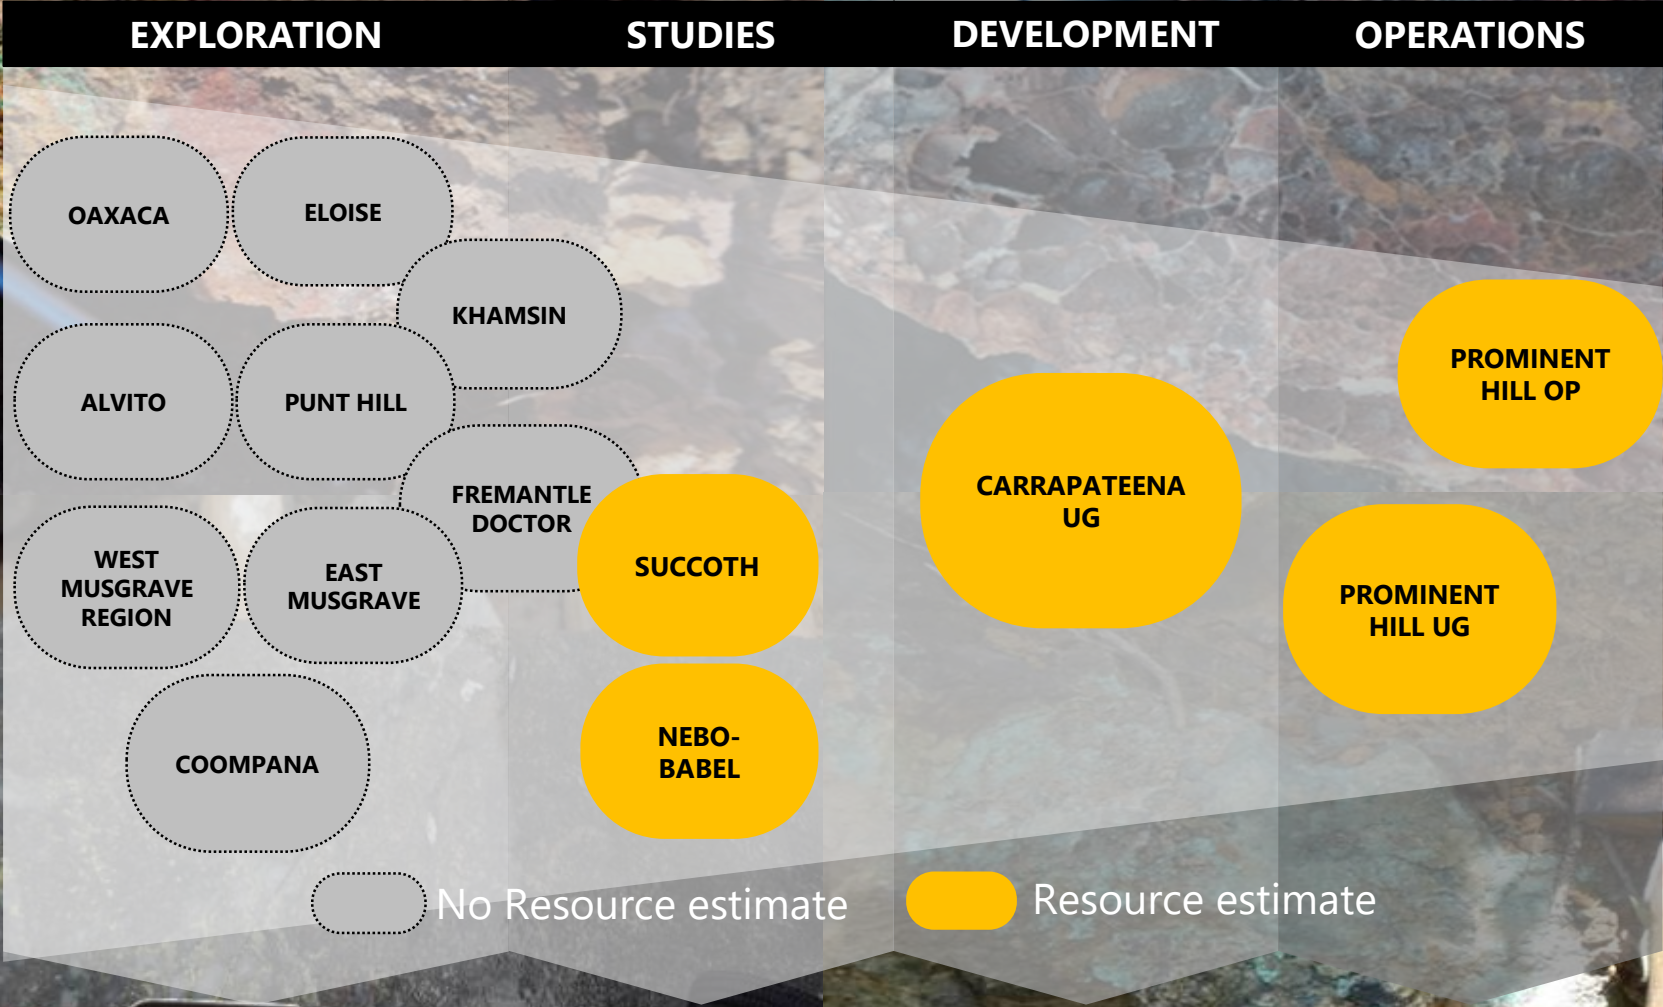 EXPLORATION
STUDIES
DEVELOPMENT
OPERATIONS
OAXACA
ELOISE
KHAMSIN
ALVITO
PUNT HILL
FREMANTLE
DOCTOR
WEST
MUSGRAVE
REGION
EAST
MUSGRAVE
COOMPANA
SUCCOTH
NEBO-
BABEL
CARRAPATEENA
UG
PROMINENT
HILL OP
PROMINENT
HILL UG
No Resource estimate
Resource estimate